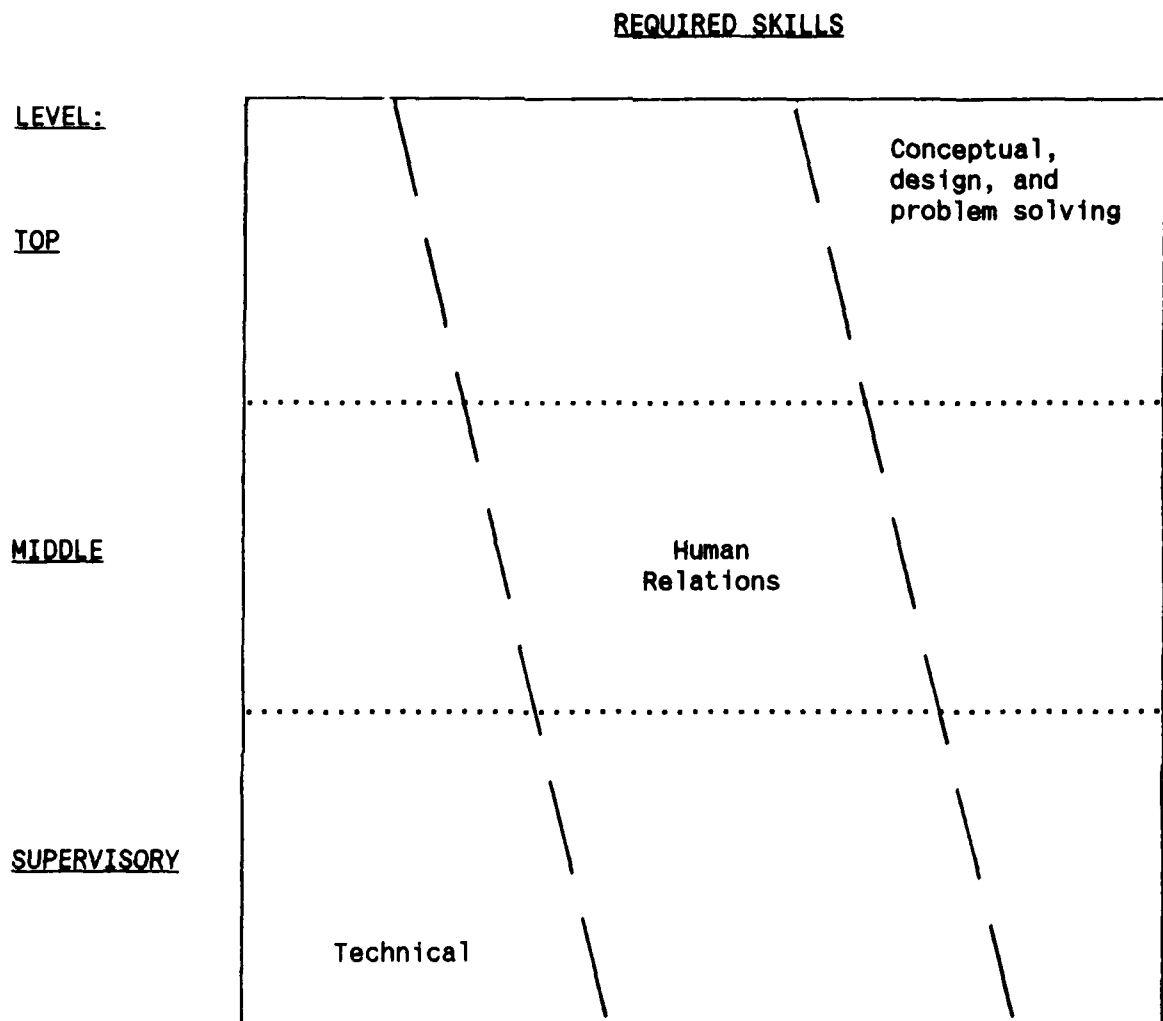 REQUIRED SKILLS
LEVEL:
Conceptual,
design, and
problem solving
TOP
MIDDLE
Human
Relations
SUPERVISORY
Technical